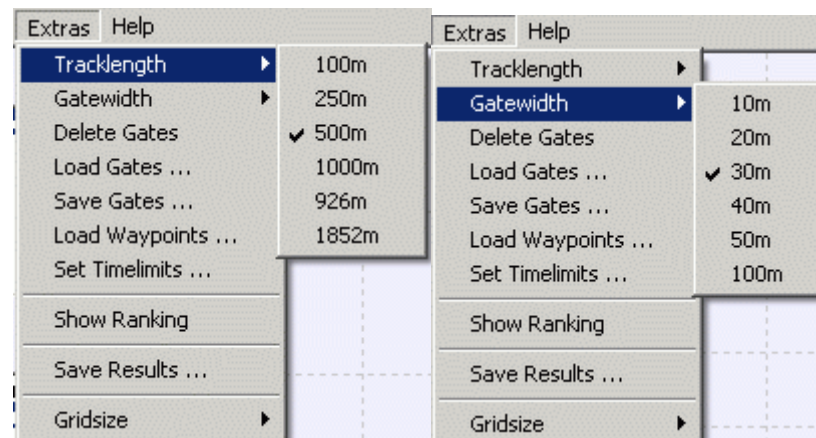 Extras Help
Tracklength
Gatewidth
Delete Gates
Load Gates ...
Save Gates ...
Load Waypoints ...
Set Timelimits ...
Show Ranking
Save Results ...
Gridsize
100m
250m
500m
1000m
926m
1852m
Extras Help
Tracklength
Gatewidth
Delete Gates
Load Gates ...
Save Gates ...
Load Waypoints ...
Set Timelimits ...
Show Ranking
Save Results ...
Gridsize
10m
20m
30m
40m
50m
100m